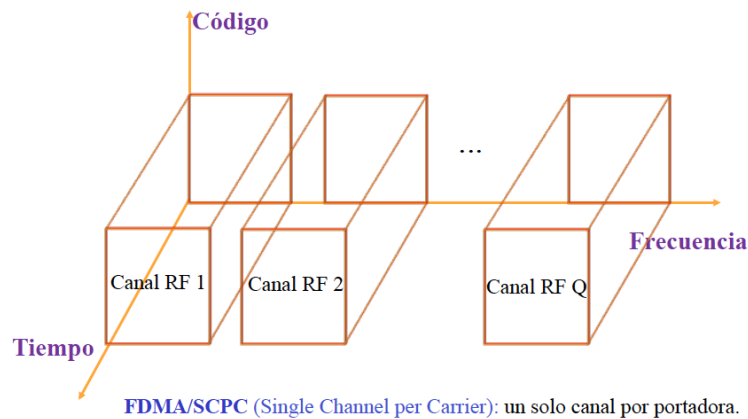 Código
...
Frecuencia
Canal RF 1
Canal RF 2
Canal RF Q
Tiempo
FDMA/SCPC (Single Channel per Carrier): un solo canal por portadora.